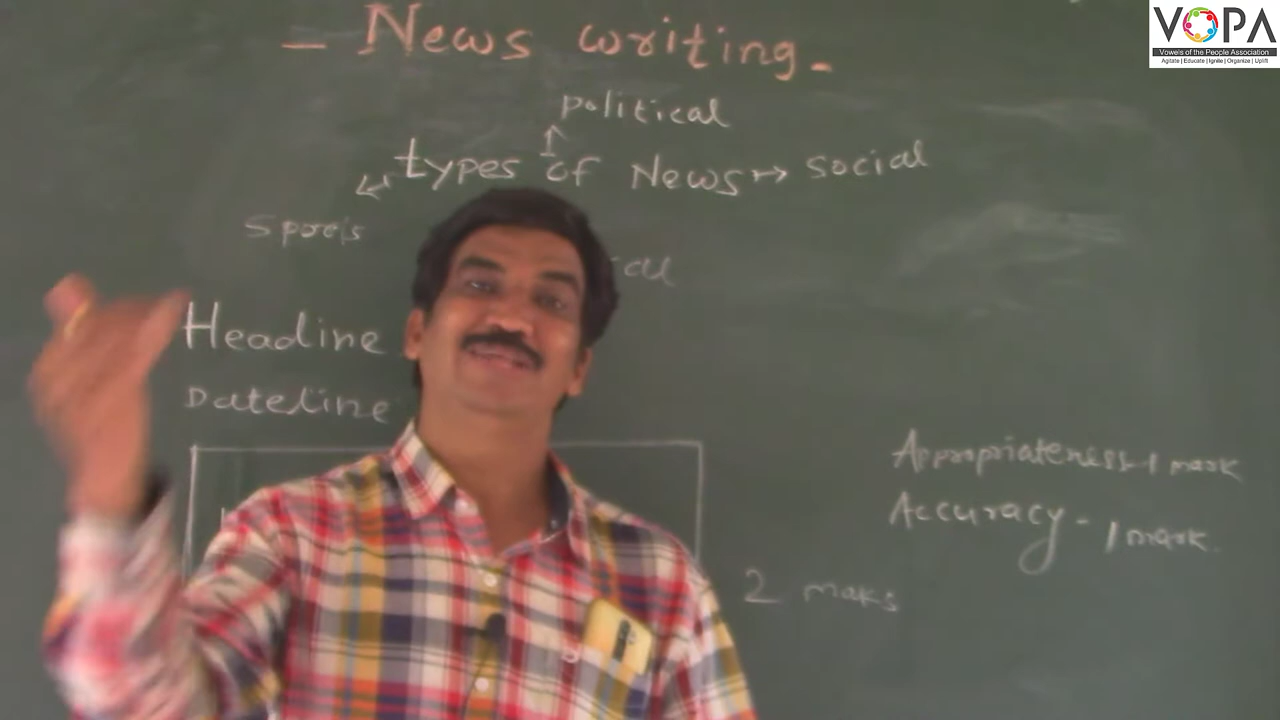 VOPA
Vowels of the People Association
Agitate | Educate | Ignite | Organize | Uplift
- News writing -
political
types of News → social
Sports
Headline
Dateline
Appropriateness - 1 mark
Accuracy - 1 mark.
2 maks